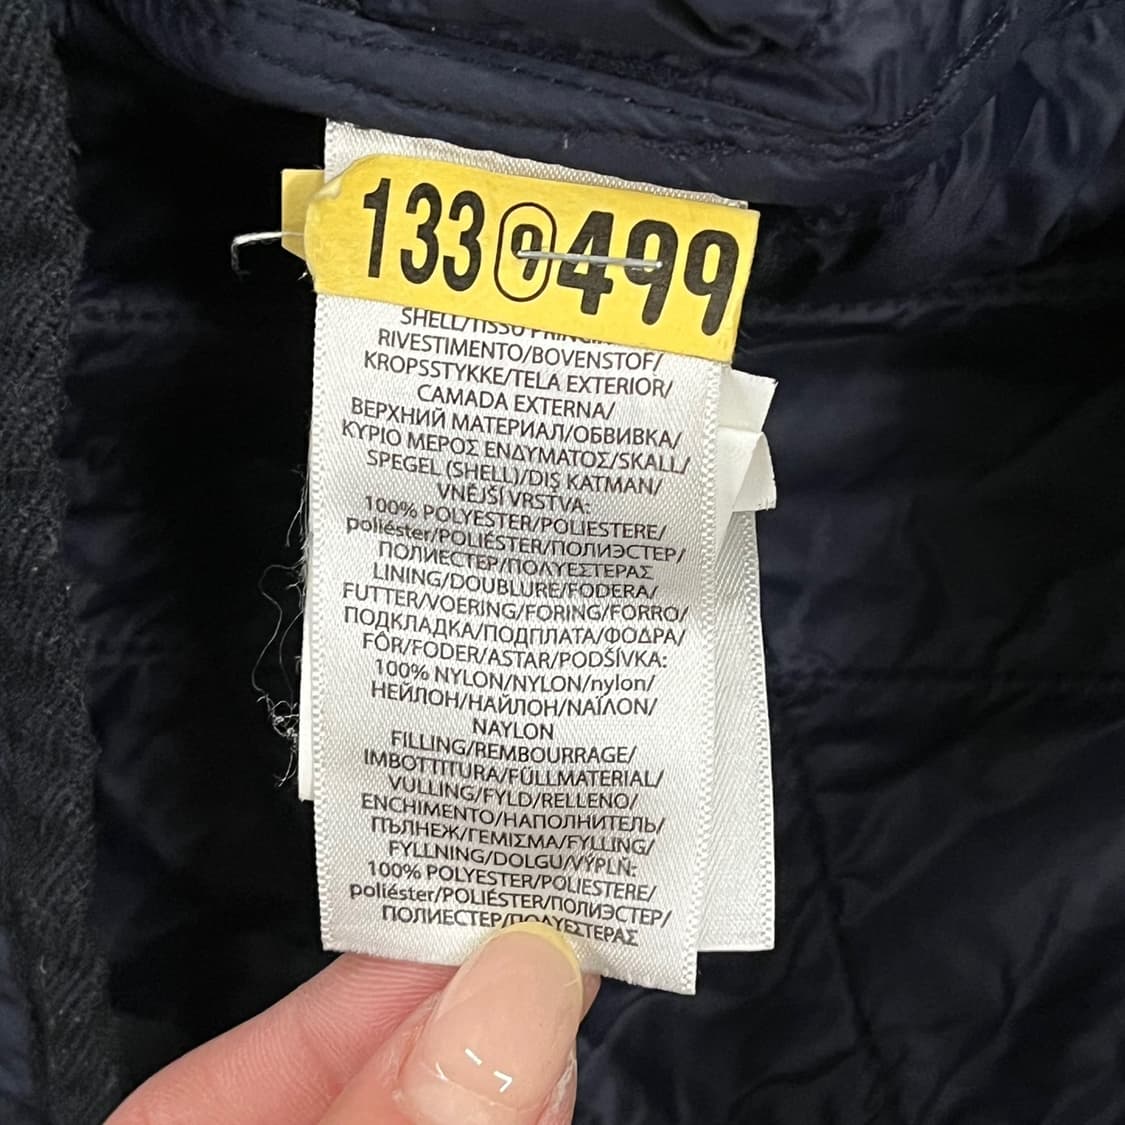 133 9 499
SHELL/TISSU
RIVESTIMENTO/BOVENSTOF/
KROPSSTYKKE/TELA EXTERIOR/
CAMADA EXTERNA/
ВЕРХНИЙ МАТЕРИАЛ/ОБВИВКА/
ΚΥΡΙΟ ΜΕΡΟΣ ΕΝΔΥΜΑΤΟΣ/SKALL/
SPEGEL (SHELL)/DIŞ KATMAN/
VNĚJŠÍ VRSTVA:
100% POLYESTER/POLIESTERE/
poliéster/POLIÉSTER/ПОЛИЭСТЕР/
ПОЛИЕСТЕР/ΠΟΛΥΕΣΤΕΡΑΣ
LINING/DOUBLURE/FODERA/
FUTTER/VOERING/FORING/FORRO/
ПОДКЛАДКА/ПОДПЛАТА/ΦΟΔΡΑ/
FÔR/FODER/ASTAR/PODŠÍVKA:
100% NYLON/NYLON/nylon/
НЕЙЛОН/НАЙЛОН/ΝΑΪΛΟΝ/
NAYLON
FILLING/REMBOURRAGE/
IMBOTTITURA/FÜLLMATERIAL/
VULLING/FYLD/RELLENO/
ENCHIMENTO/НАПОЛНИТЕЛЬ/
ПЪЛНЕЖ/ΓΕΜΙΣΜΑ/FYLLING/
FYLLNING/DOLGU/VÝPLŇ:
100% POLYESTER/POLIESTERE/
poliéster/POLIÉSTER/ПОЛИЭСТЕР/
ПОЛИЕСТЕР/ΠΟΛΥΕΣΤΕΡΑΣ